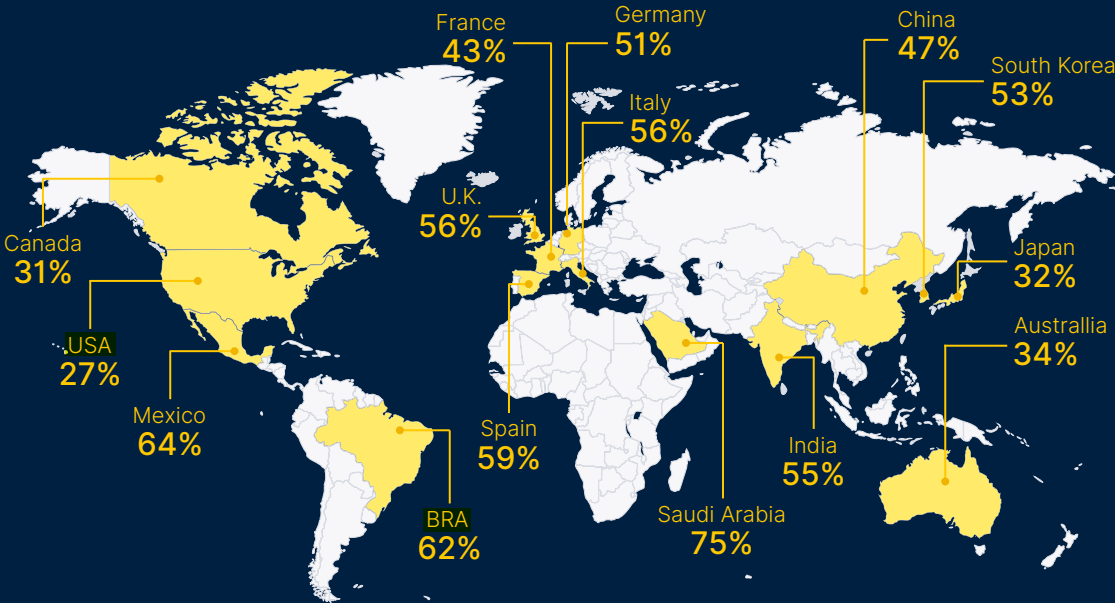 France
43%
Germany
51%
China
47%
South Korea
53%
Italy
56%
U.K.
56%
Canada
31%
Japan
32%
USA
27%
Australlia
34%
Mexico
64%
Spain
59%
India
55%
BRA
62%
Saudi Arabia
75%